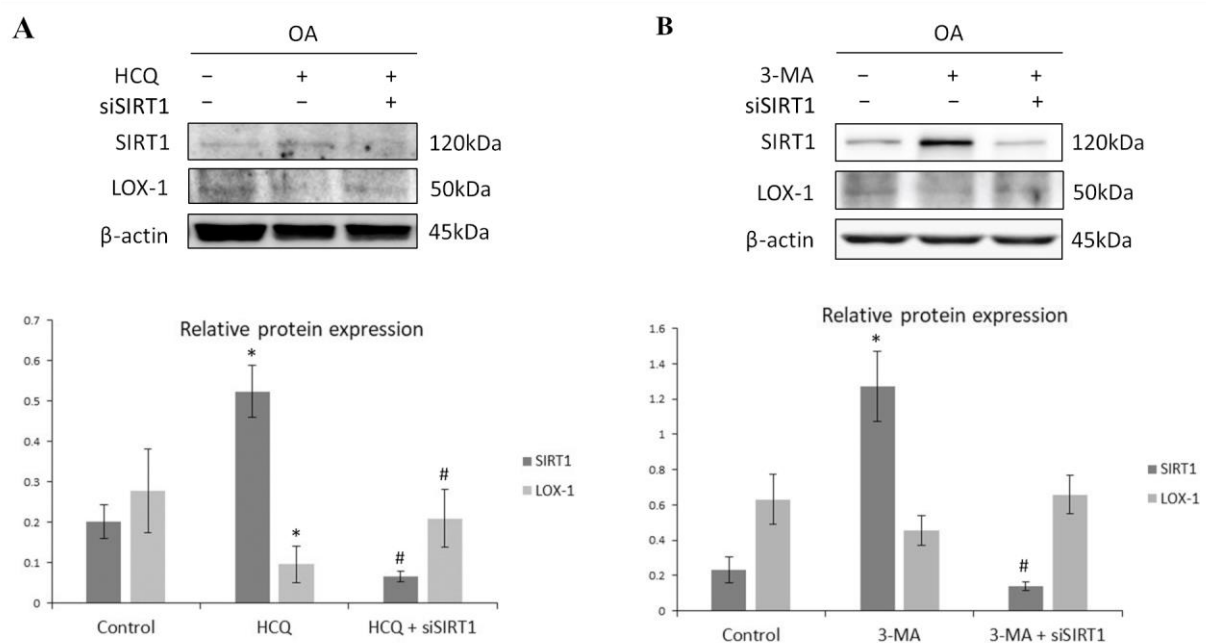 A
OA
HCQ – + +
siSIRT1 – – +
SIRT1 120kDa
LOX-1 50kDa
β-actin 45kDa
Relative protein expression
0.7
0.6
0.5
0.4
0.3
0.2
0.1
0
*
*
#
#
SIRT1
LOX-1
Control HCQ HCQ + siSIRT1
B
OA
3-MA – + +
siSIRT1 – – +
SIRT1 120kDa
LOX-1 50kDa
β-actin 45kDa
Relative protein expression
1.6
1.4
1.2
1
0.8
0.6
0.4
0.2
0
*
#
SIRT1
LOX-1
Control 3-MA 3-MA + siSIRT1